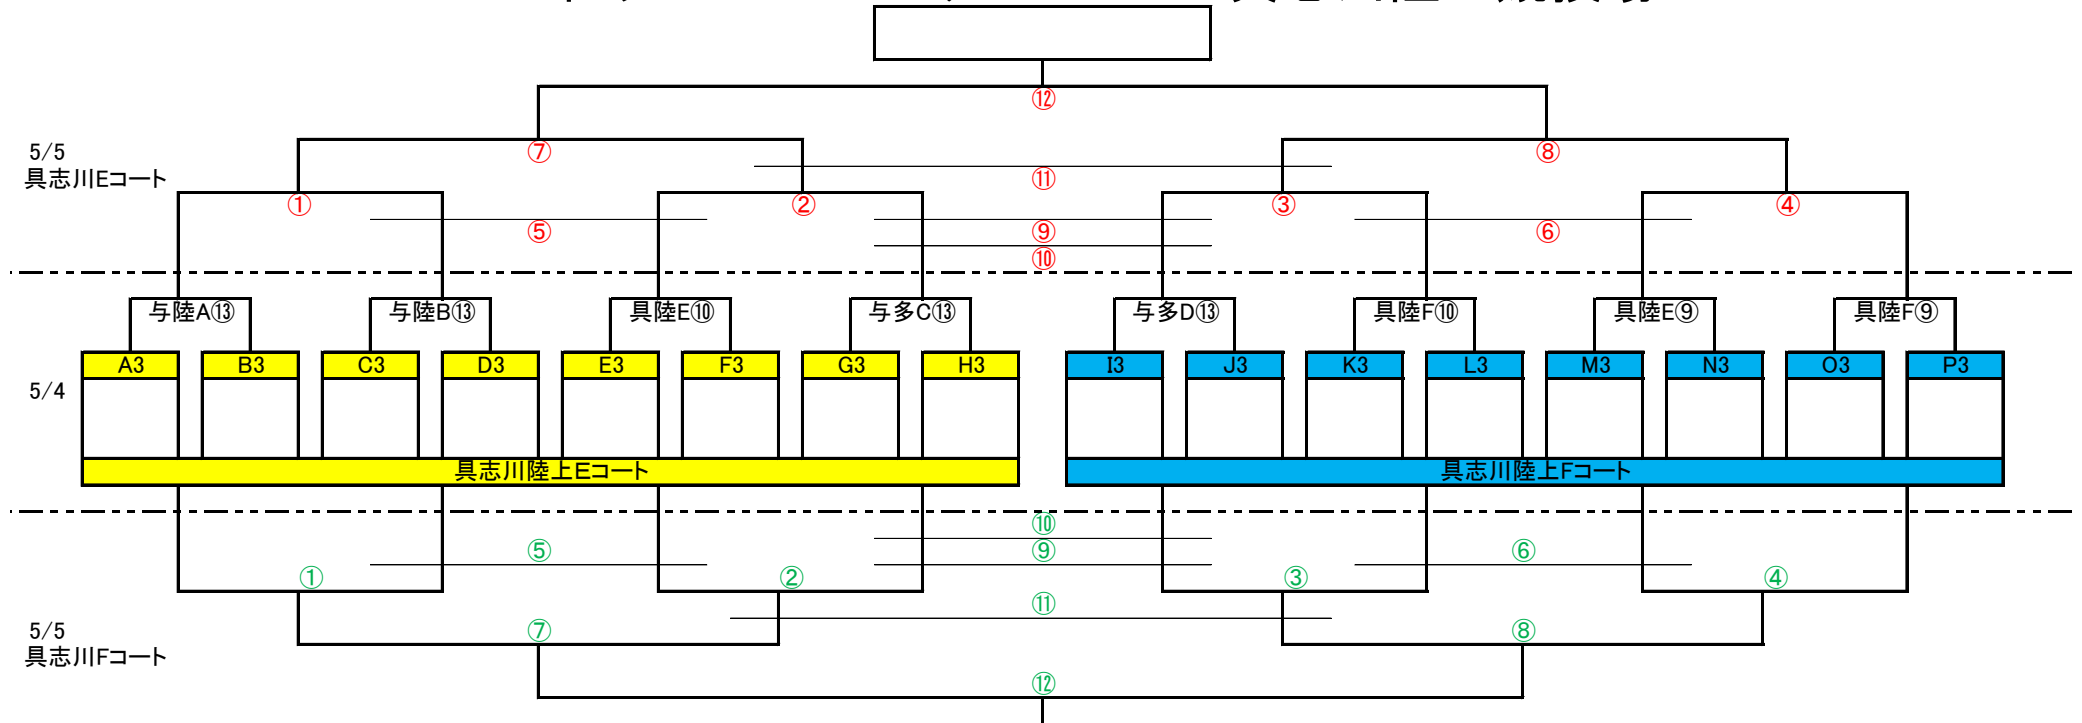 ⑫
5/5
具志川Eコート
⑦
⑧
⑪
①
②
③
④
⑤
⑨
⑥
⑩
与陸A⑬
与陸B⑬
具陸E⑩
与多C⑬
与多D⑬
具陸F⑩
具陸E⑨
具陸F⑨
5/4
A3
B3
C3
D3
E3
F3
G3
H3
I3
J3
K3
L3
M3
N3
O3
P3
具志川陸上Eコート
具志川陸上Fコート
⑩
⑤
⑨
⑥
①
②
③
④
⑪
5/5
具志川Fコート
⑦
⑧
⑫